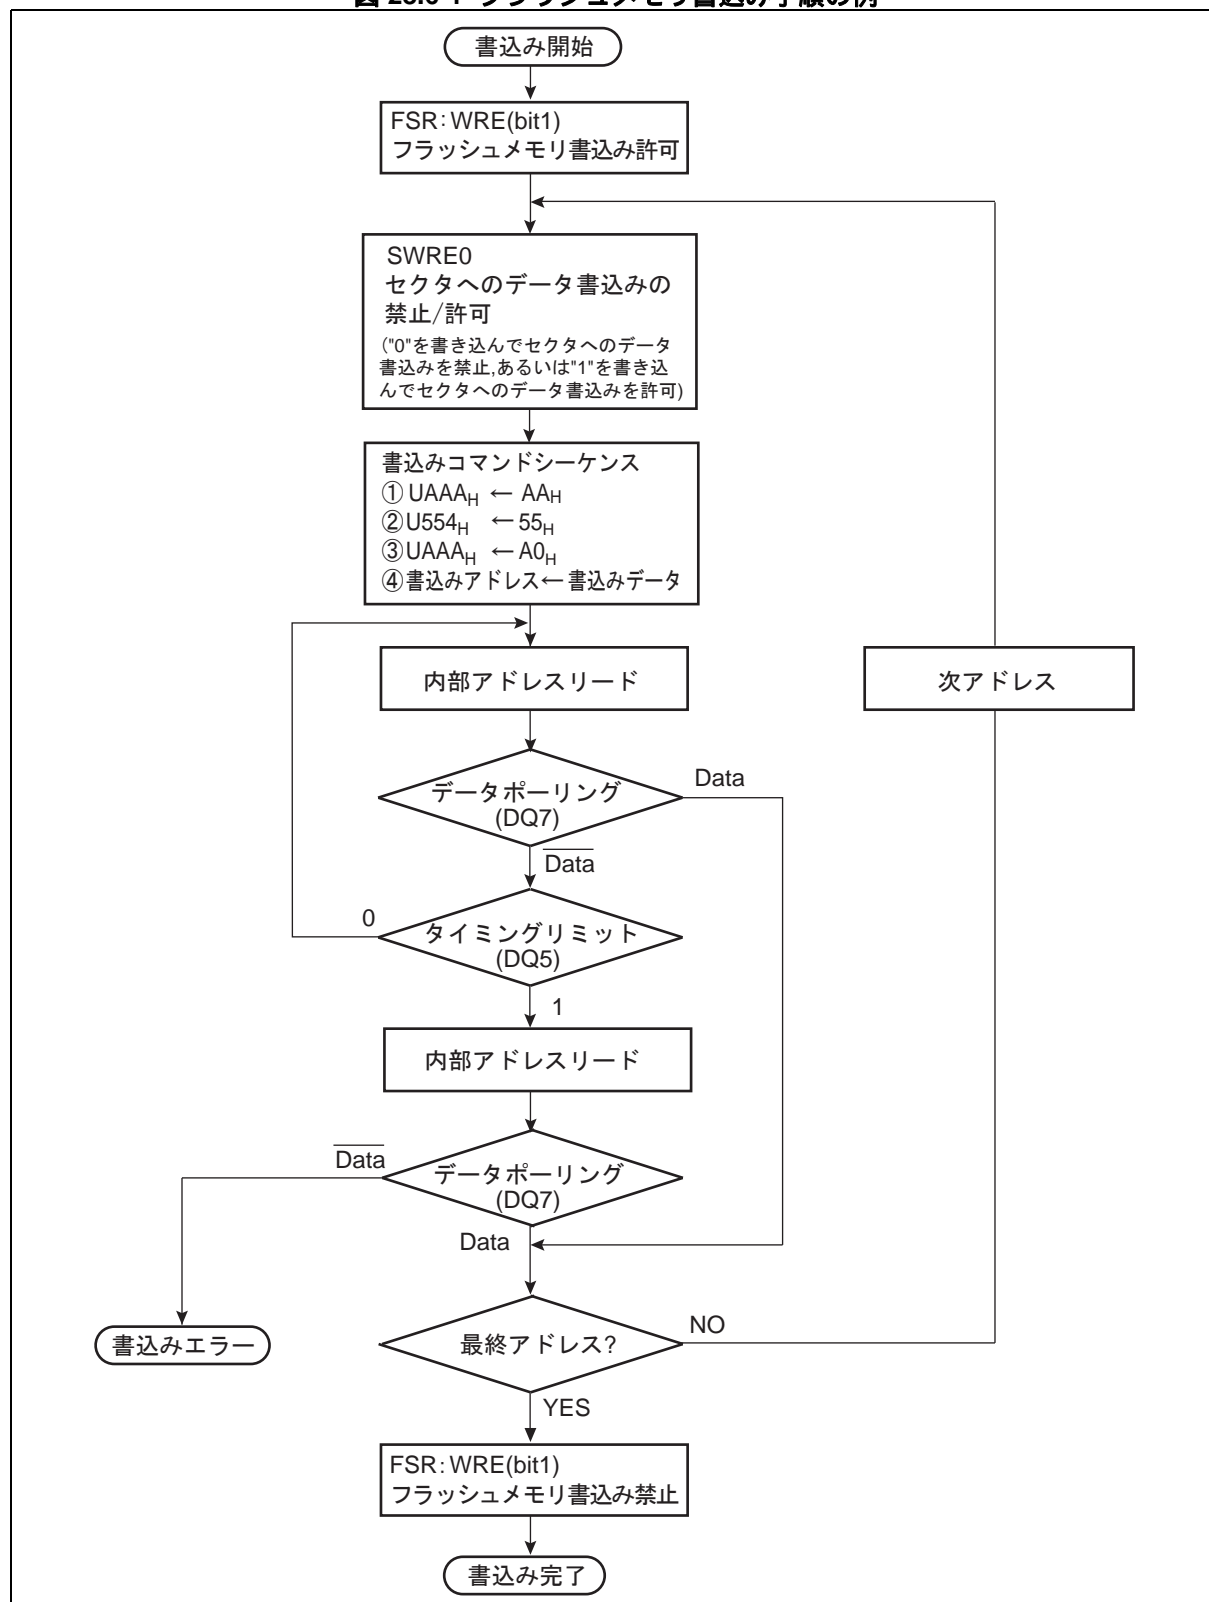 書込み開始
FSR:WRE(bit1)
フラッシュメモリ書込み許可
SWRE0
セクタへのデータ書込みの
禁止/許可
("0"を書き込んでセクタへのデータ
書込みを禁止,あるいは"1"を書き込
んでセクタへのデータ書込みを許可)
書込みコマンドシーケンス
①UAAAH ← AAH
②U554H ←55H
③UAAAH ←A0H
④書込みアドレス←書込みデータ
内部アドレスリード
次アドレス
データポーリング
(DQ7)
Data
Data
0
タイミングリミット
(DQ5)
1
内部アドレスリード
Data
データポーリング
(DQ7)
Data
書込みエラー
最終アドレス?
NO
YES
FSR:WRE(bit1)
フラッシュメモリ書込み禁止
書込み完了